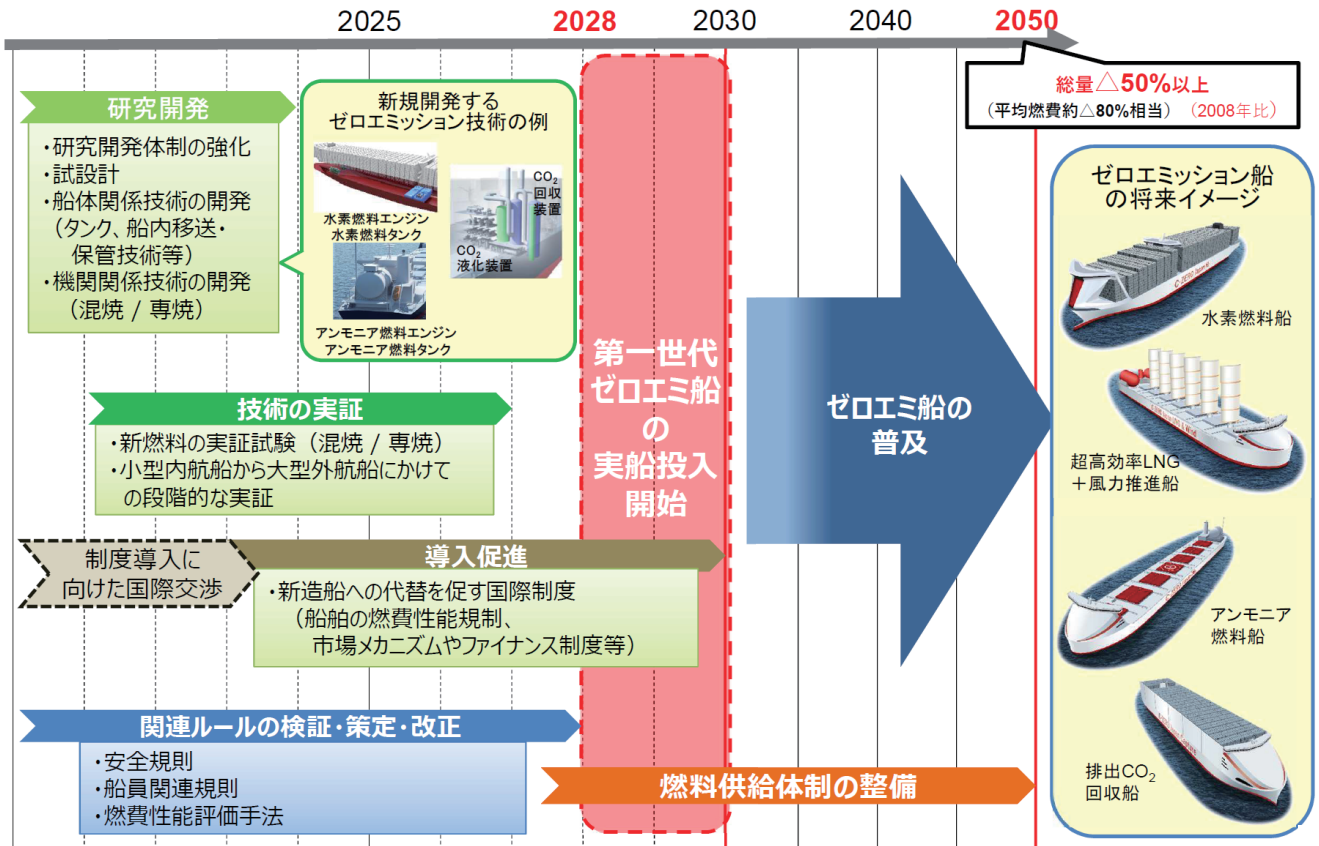 2025
2028
2030
2040
2050
総量△50%以上
（平均燃費約△80%相当）（2008年比）
研究開発
・研究開発体制の強化
・試設計
・船体関係技術の開発
（タンク、船内移送・
保管技術等）
・機関関係技術の開発
（混焼 / 専焼）
新規開発する
ゼロエミッション技術の例
水素燃料エンジン
水素燃料タンク
CO₂
回収
装置
CO₂
液化装置
アンモニア燃料エンジン
アンモニア燃料タンク
技術の実証
・新燃料の実証試験（混焼 / 専焼）
・小型内航船から大型外航船にかけて
の段階的な実証
制度導入に
向けた国際交渉
導入促進
・新造船への代替を促す国際制度
（船舶の燃費性能規制、
市場メカニズムやファイナンス制度等）
関連ルールの検証・策定・改正
・安全規則
・船員関連規則
・燃費性能評価手法
第一世代
ゼロエミ船
の
実船投入
開始
ゼロエミ船の
普及
燃料供給体制の整備
ゼロエミッション船
の将来イメージ
水素燃料船
超高効率LNG
＋風力推進船
アンモニア
燃料船
排出CO₂
回収船